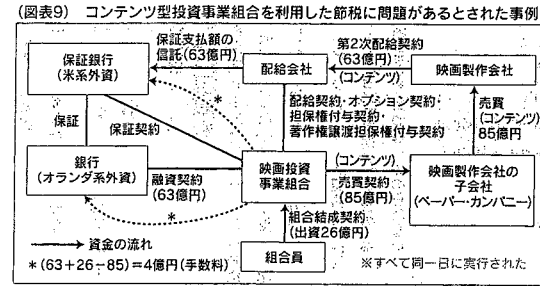 (図表9) コンテンツ型投資事業組合を利用した節税に問題があるとされた事例
保証銀行
(米系外資)
保証支払額の
信託(63億円)
配給会社
第2次配給契約
(63億円)
(コンテンツ)
映画製作会社
*
保証
保証契約
配給契約・オプション契約・
担保権付与契約・
著作権譲渡担保権付与契約
売買
(コンテンツ)
85億円
銀行
(オランダ系外資)
融資契約
(63億円)
*
映画投資
事業組合
(コンテンツ)
売買契約
(85億円)
映画製作会社の
子会社
(ペーパー・カンパニー)
組合結成契約
(出資26億円)
組合員
資金の流れ
*(63+26-85)=4億円(手数料)
※すべて同一日に実行された